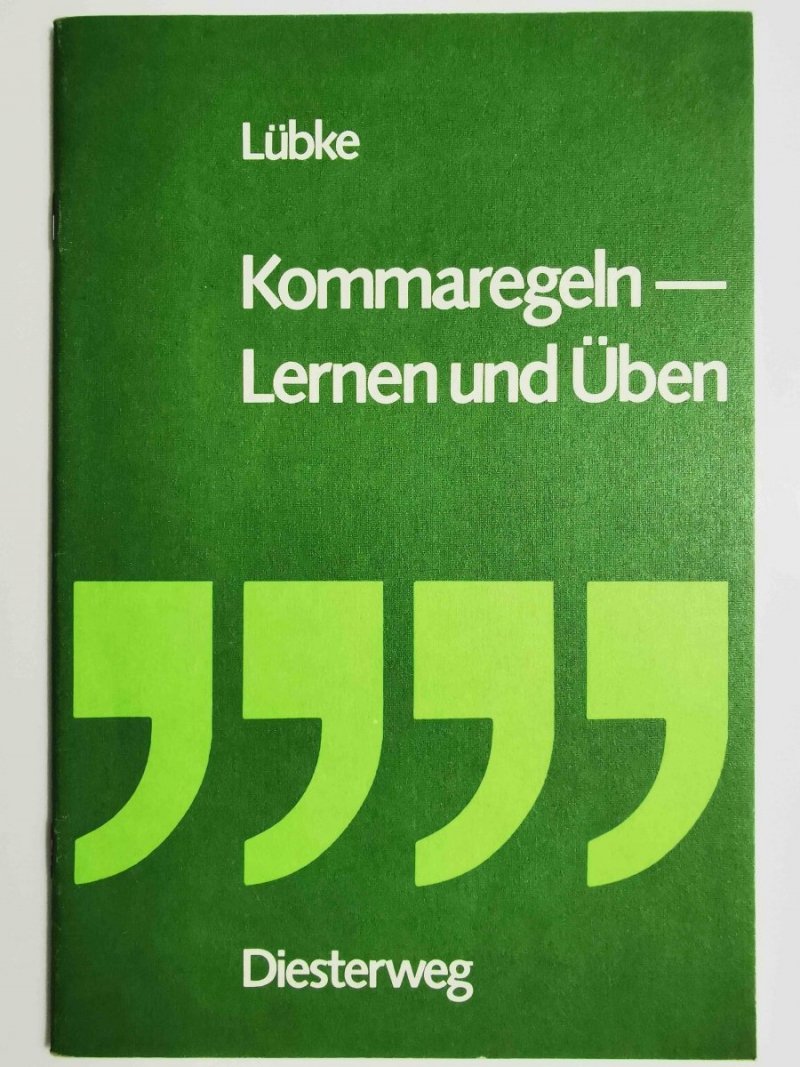 Lübke
Kommaregeln —
Lernen und Üben
,,,,
Diesterweg